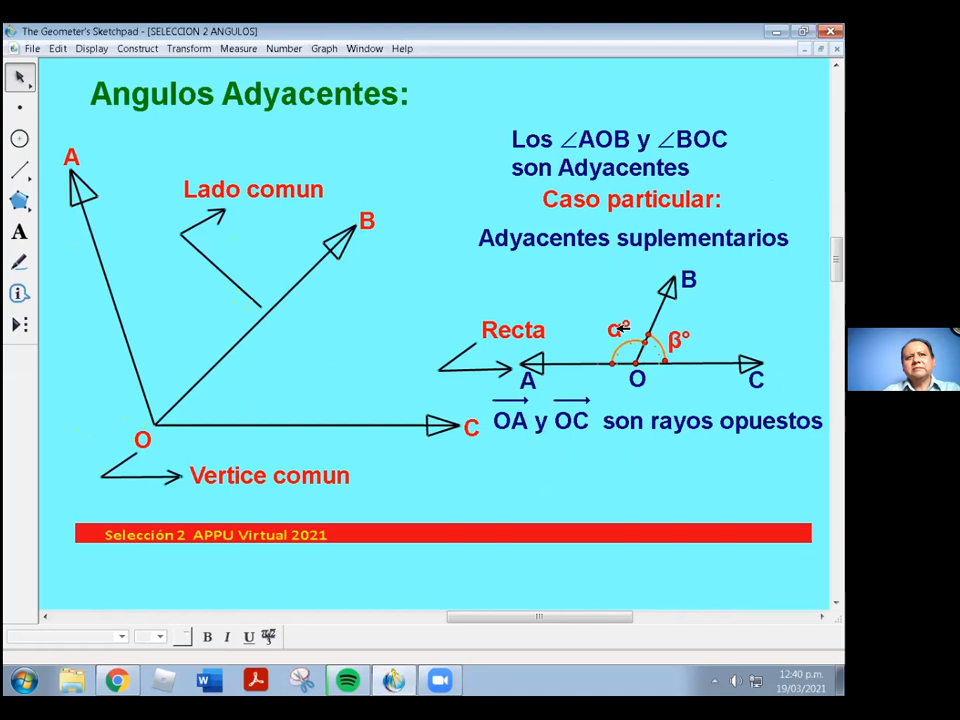 The Geometer's Sketchpad - [SELECCION 2 ANGULOS]
File Edit Display Construct Transform Measure Number Graph Window Help
Angulos Adyacentes:
Los ∠AOB y ∠BOC
son Adyacentes
Caso particular:
Adyacentes suplementarios
A
Lado comun
B
C
O
Vertice comun
B
Recta
α°
β°
A
O
C
OA y OC son rayos opuestos
Selección 2 APPU Virtual 2021
B I U
12:40 p.m.
19/03/2021